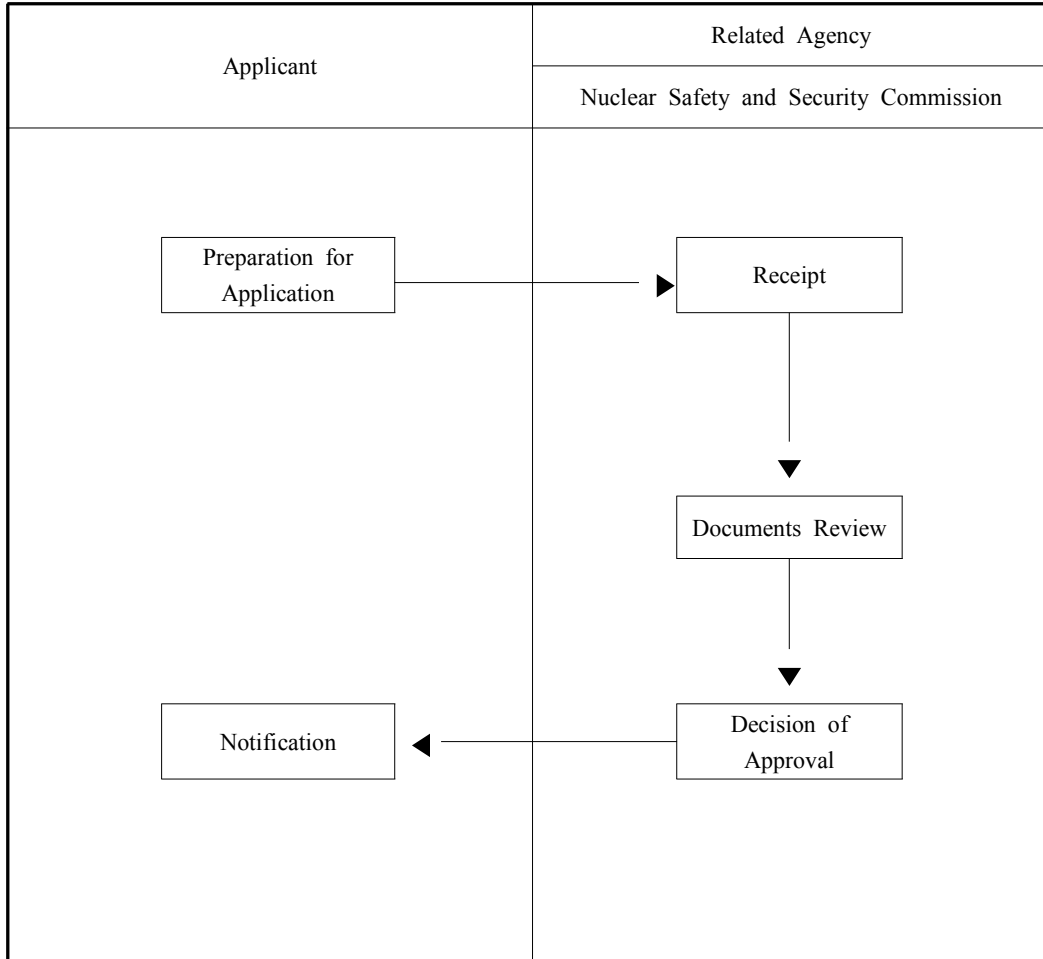 Applicant
Related Agency
Nuclear Safety and Security Commission
Preparation for
Application
Receipt
Documents Review
Notification
Decision of
Approval